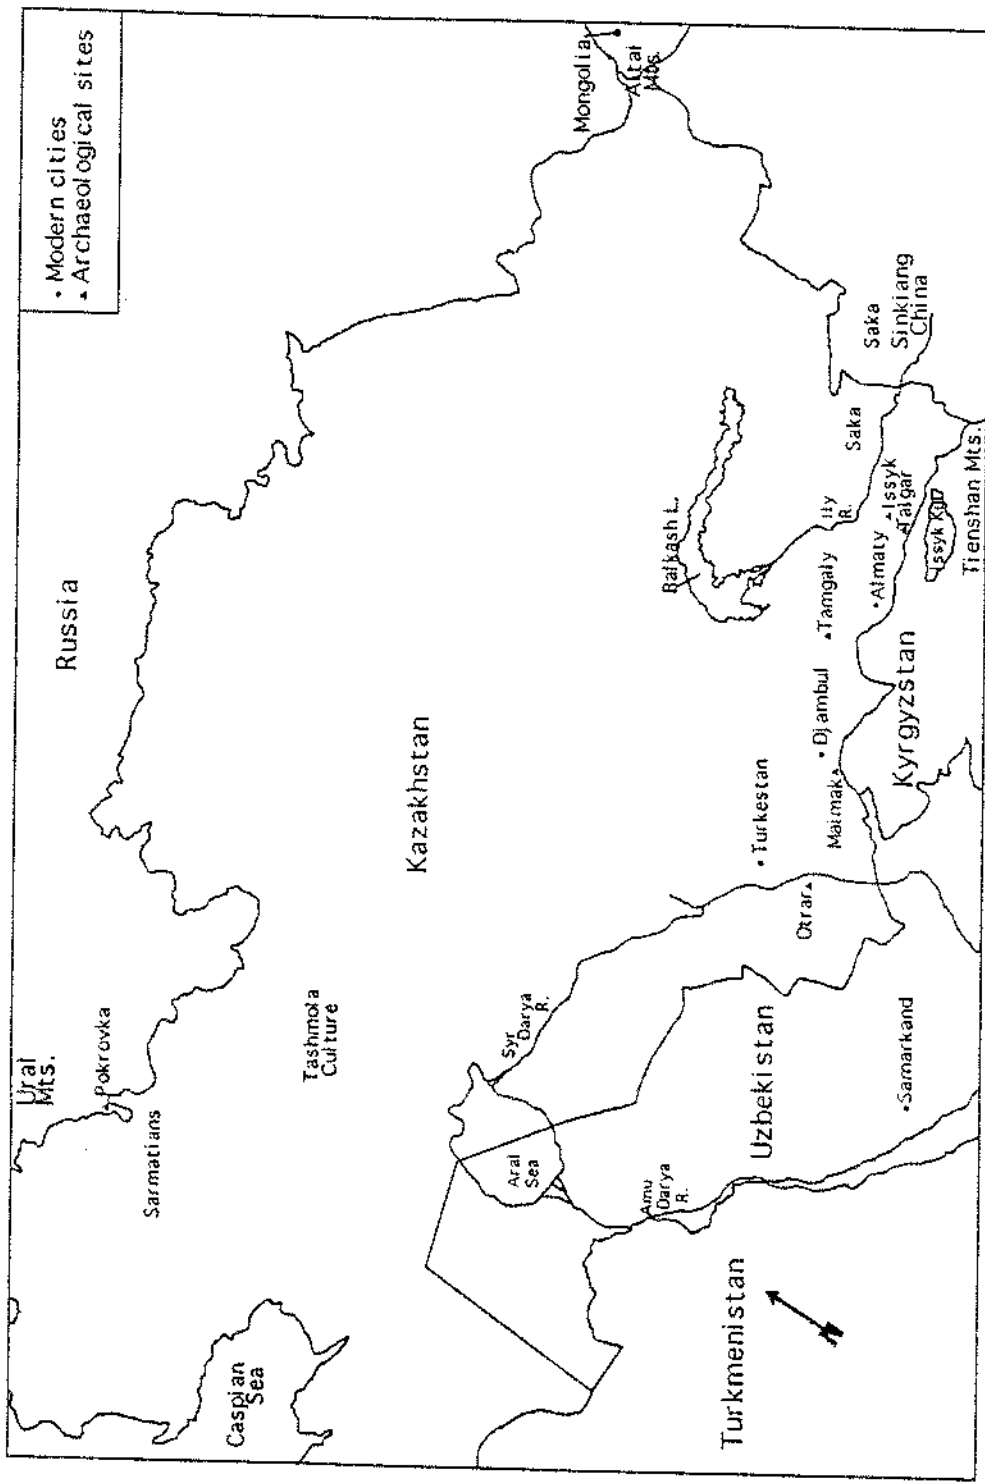 • Modern cities
▲ Archaeological sites
Ural
Mts.
Pokrovka
Sarmatians
Russia
Mongolia
Altai
Mts.
Caspian
Sea
Tashmola
Culture
Kazakhstan
Aral
Sea
Syr
Darya
R.
Amu
Darya
R.
Balkash L.
Ily
R.
Saka
Saka
Sinkiang
China
Turkestan
Djambul
Tamgaly
Almaty
Issyk
Talgar
Issyk Kul
Tienshan Mts.
Otrar
Maimak
Kyrgyzstan
Uzbekistan
Samarkand
Turkmenistan
N